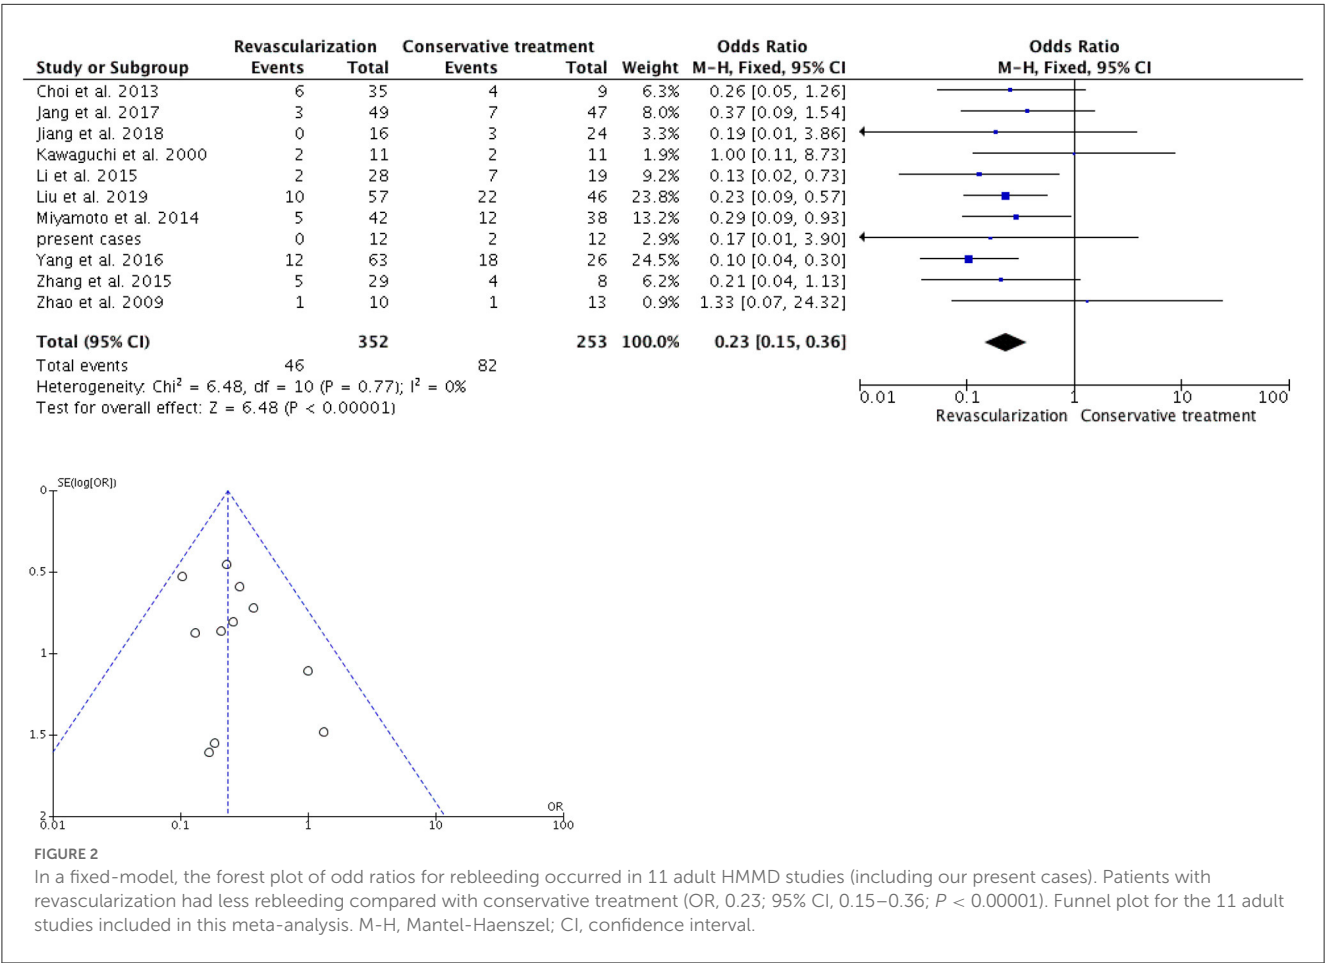 Revascularization Conservative treatment Odds Ratio Odds Ratio
Study or Subgroup Events Total Events Total Weight M-H, Fixed, 95% CI M-H, Fixed, 95% CI
Choi et al. 2013 6 35 4 9 6.3% 0.26 [0.05, 1.26]
Jang et al. 2017 3 49 7 47 8.0% 0.37 [0.09, 1.54]
Jiang et al. 2018 0 16 3 24 3.3% 0.19 [0.01, 3.86]
Kawaguchi et al. 2000 2 11 2 11 1.9% 1.00 [0.11, 8.73]
Li et al. 2015 2 28 7 19 9.2% 0.13 [0.02, 0.73]
Liu et al. 2019 10 57 22 46 23.8% 0.23 [0.09, 0.57]
Miyamoto et al. 2014 5 42 12 38 13.2% 0.29 [0.09, 0.93]
present cases 0 12 2 12 2.9% 0.17 [0.01, 3.90]
Yang et al. 2016 12 63 18 26 24.5% 0.10 [0.04, 0.30]
Zhang et al. 2015 5 29 4 8 6.2% 0.21 [0.04, 1.13]
Zhao et al. 2009 1 10 1 13 0.9% 1.33 [0.07, 24.32]
Total (95% CI) 352 253 100.0% 0.23 [0.15, 0.36]
Total events 46 82
Heterogeneity: Chi² = 6.48, df = 10 (P = 0.77); I² = 0%
Test for overall effect: Z = 6.48 (P < 0.00001)
0.01 0.1 1 10 100
Revascularization Conservative treatment
SE(log[OR])
0
0.5
1
1.5
2
OR
0.01 0.1 1 10 100
FIGURE 2
In a fixed-model, the forest plot of odd ratios for rebleeding occurred in 11 adult HMMD studies (including our present cases). Patients with
revascularization had less rebleeding compared with conservative treatment (OR, 0.23; 95% CI, 0.15–0.36; P < 0.00001). Funnel plot for the 11 adult
studies included in this meta-analysis. M-H, Mantel-Haenszel; CI, confidence interval.